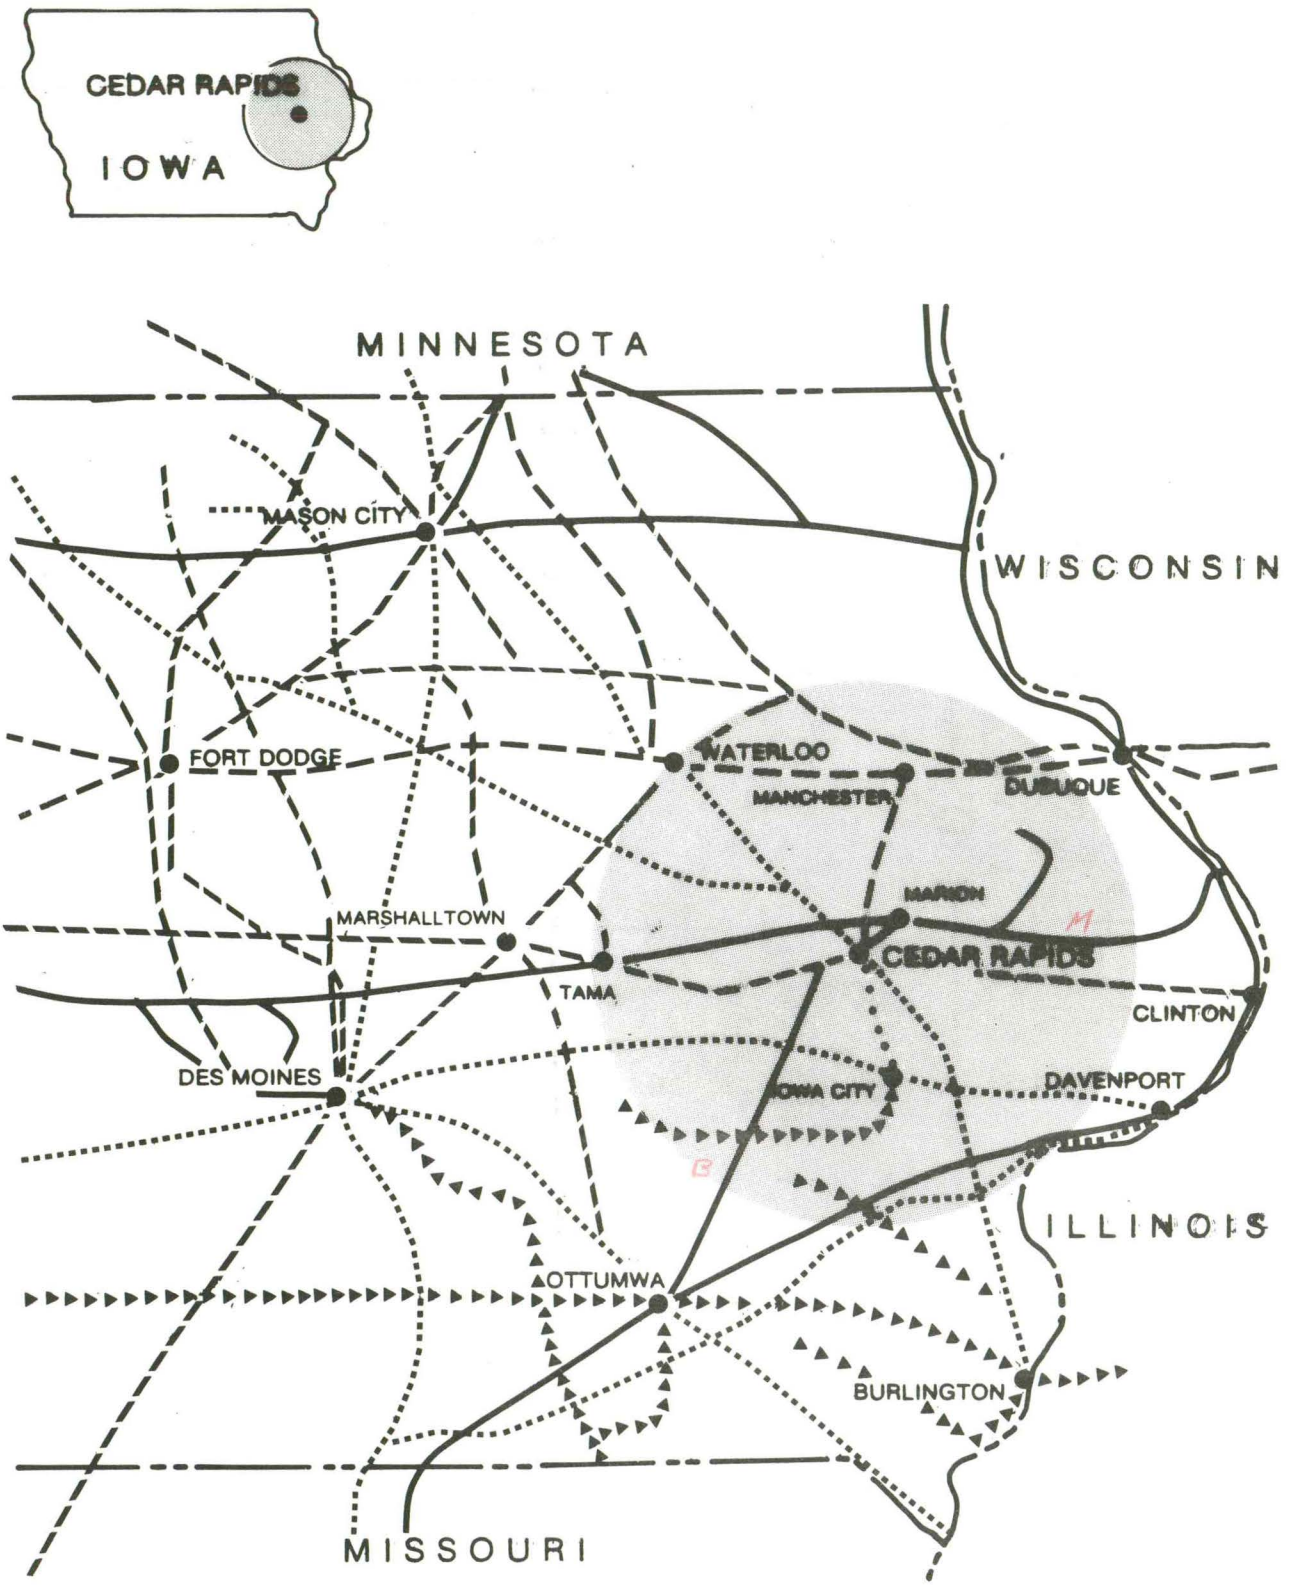 CEDAR RAPIDS
IOWA
MINNESOTA
MASON CITY
WISCONSIN
FORT DODGE
WATERLOO
MANCHESTER
DUBUQUE
MARION
MARSHALLTOWN
M
CEDAR RAPIDS
TAMA
CLINTON
DES MOINES
IOWA CITY
DAVENPORT
B
ILLINOIS
OTTUMWA
BURLINGTON
MISSOURI